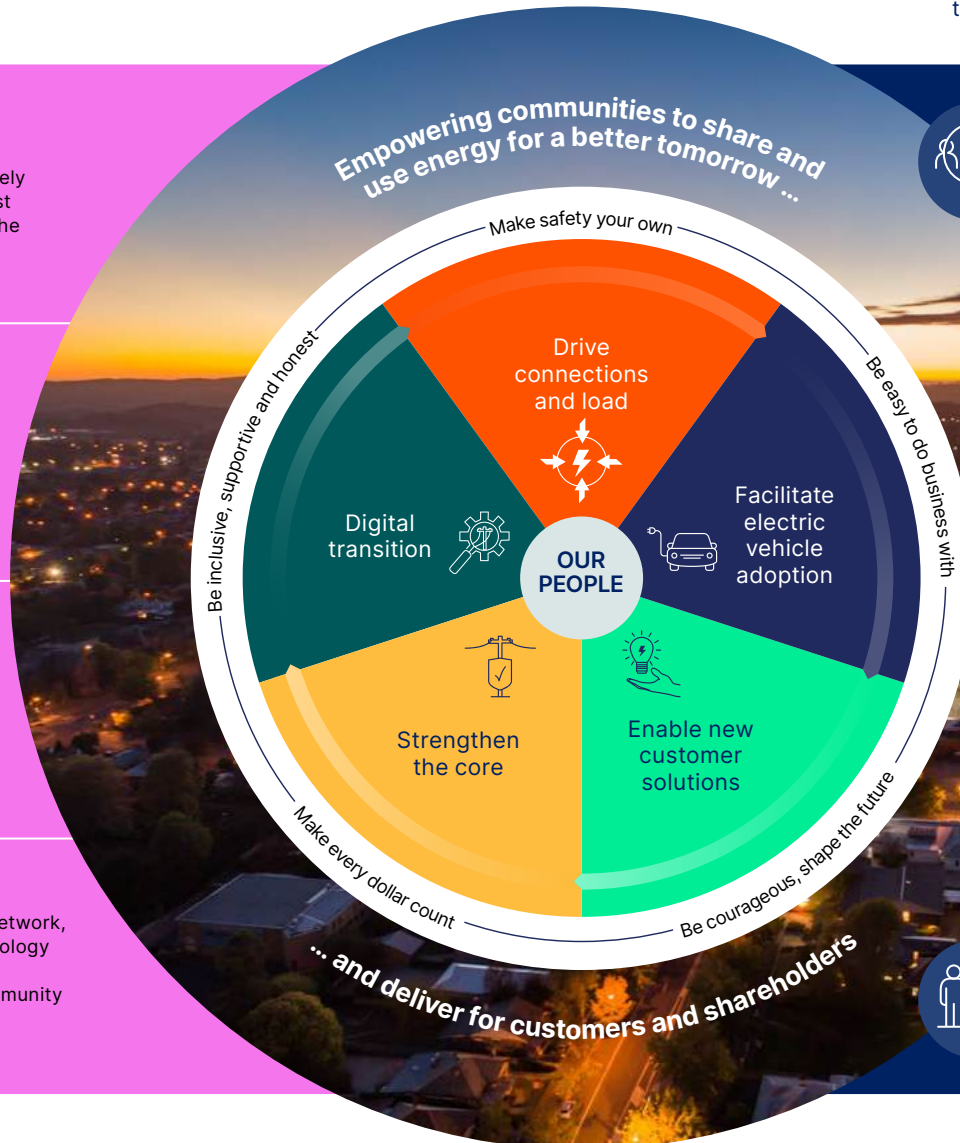 Empowering communities to share and
use energy for a better tomorrow ...
Make safety your own
Be easy to do business with
Be courageous, shape the future
Make every dollar count
Be inclusive, supportive and honest
Drive
connections
and load
Facilitate
electric
vehicle
adoption
Enable new
customer
solutions
Strengthen
the core
Digital
transition
OUR
PEOPLE
... and deliver for customers and shareholders